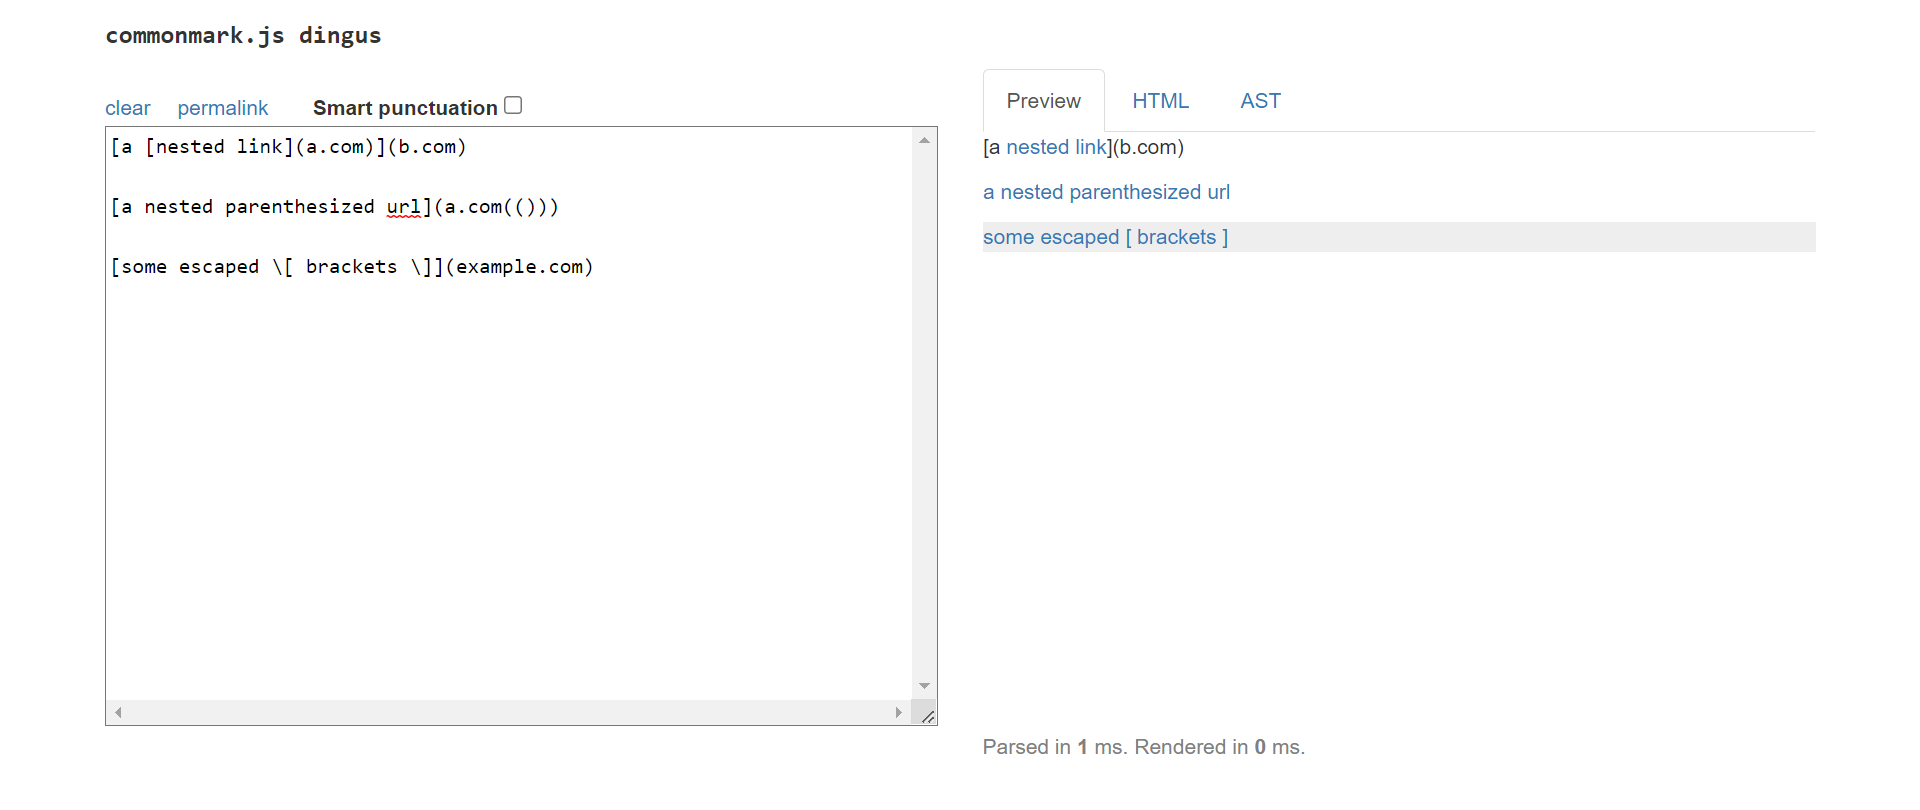 commonmark.js dingus
clear permalink Smart punctuation
[a [nested link](a.com)](b.com)
[a nested parenthesized url](a.com(()))
[some escaped \[ brackets \]](example.com)
Preview HTML AST
[a nested link](b.com)
a nested parenthesized url
some escaped [ brackets ]
Parsed in 1 ms. Rendered in 0 ms.